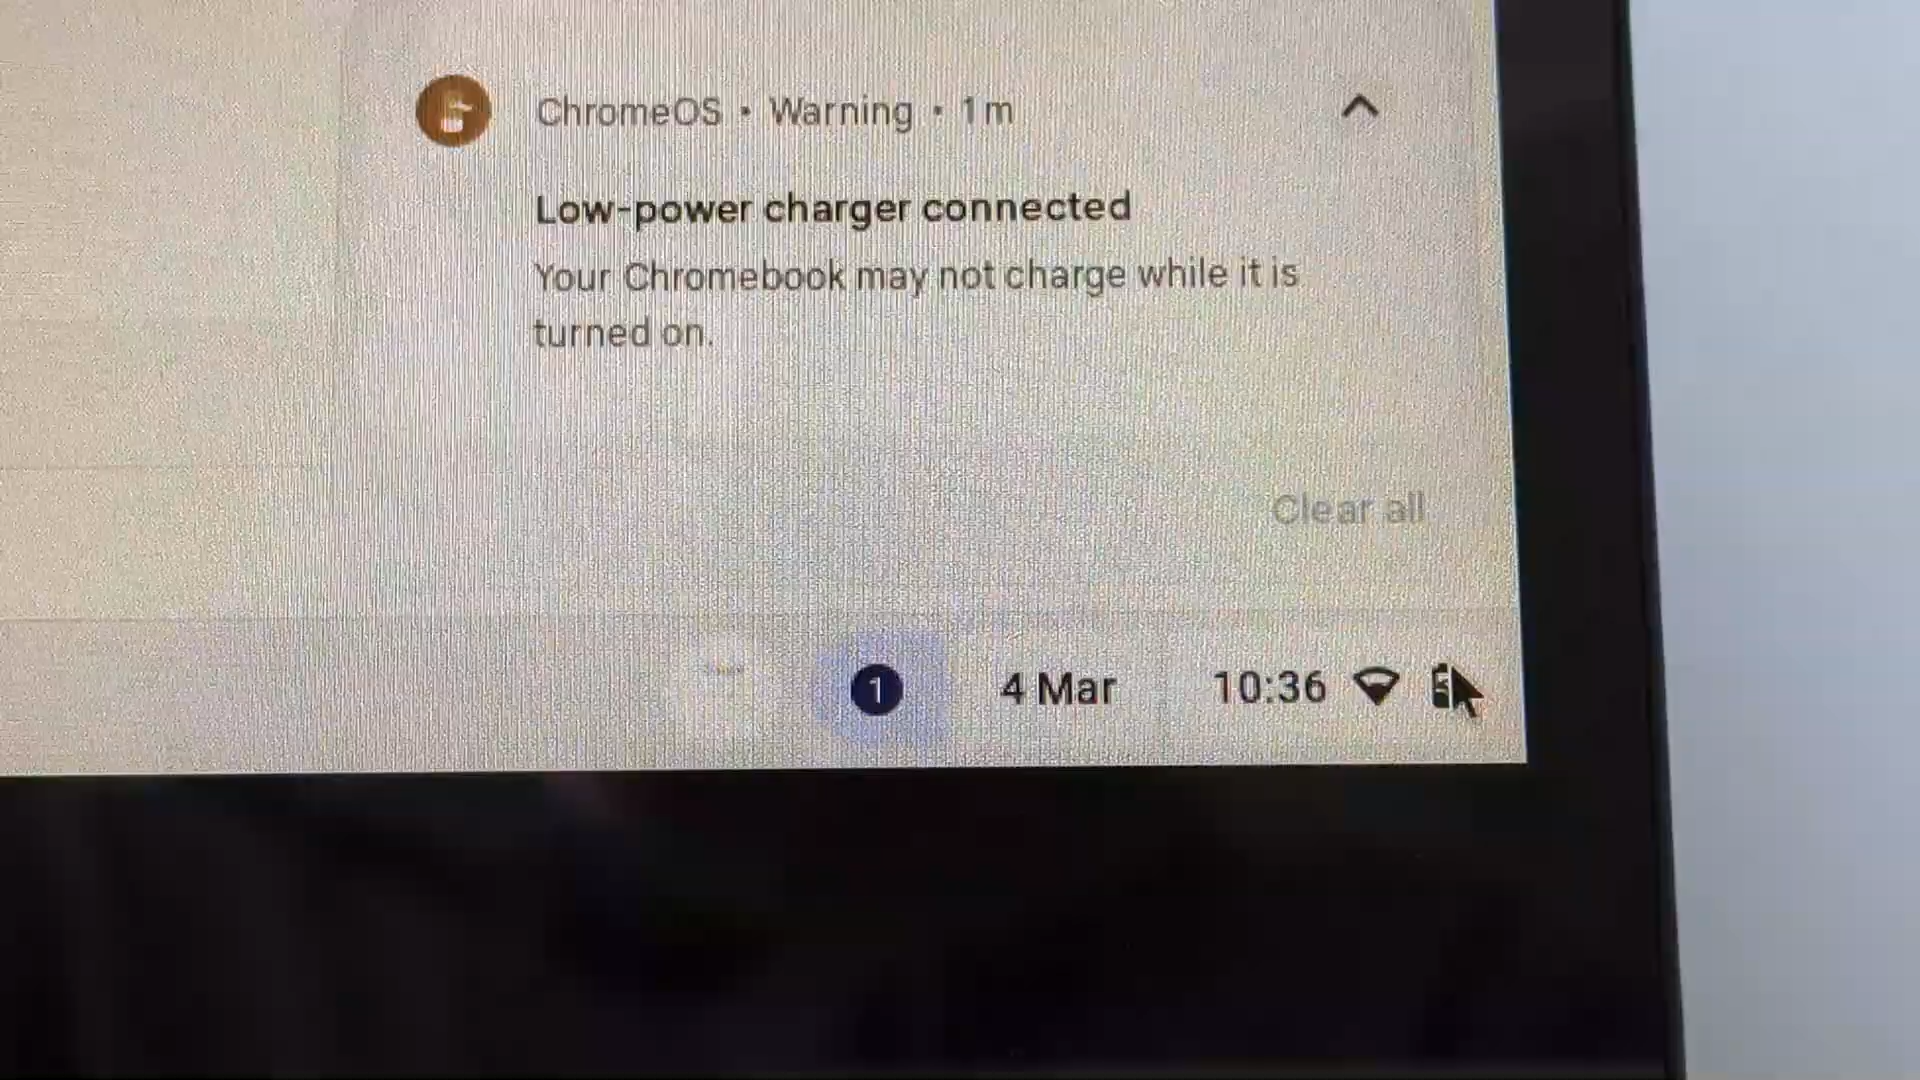 ChromeOS • Warning • 1m
Low-power charger connected
Your Chromebook may not charge while it is
turned on.
Clear all
1 4 Mar 10:36